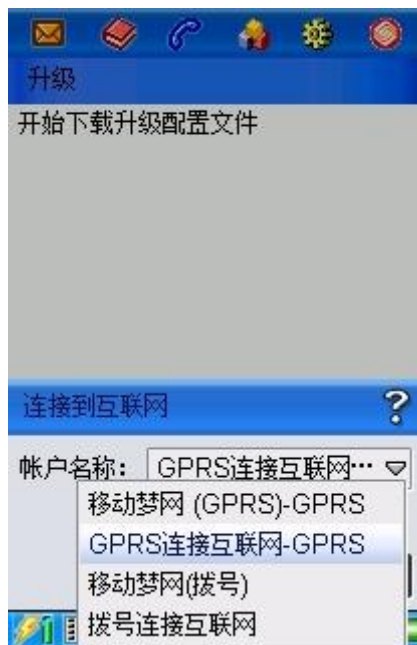 升级
开始下载升级配置文件
连接到互联网 ?
帐户名称： GPRS连接互联网…
移动梦网 (GPRS)-GPRS
GPRS连接互联网-GPRS
移动梦网(拨号)
拨号连接互联网